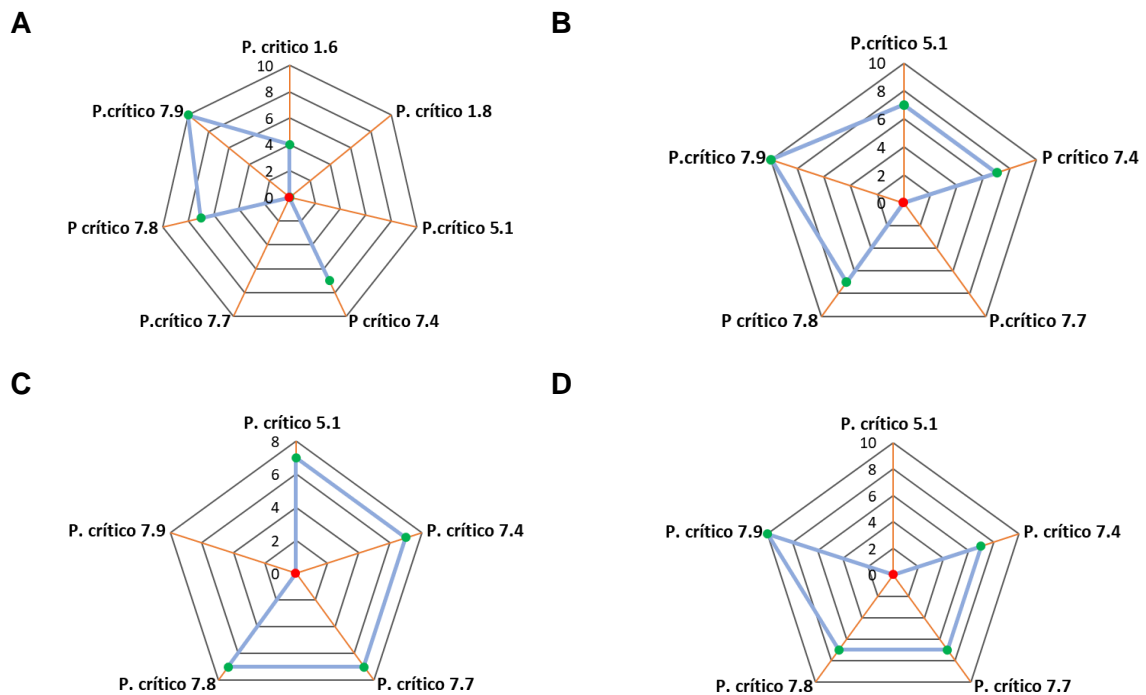 A
P. critico 1.6
10
8
6
4
2
0
P. crítico 1.8
P.crítico 5.1
P crítico 7.4
P.crítico 7.7
P crítico 7.8
P.crítico 7.9
B
P.crítico 5.1
10
8
6
4
2
0
P crítico 7.4
P.crítico 7.7
P crítico 7.8
P.crítico 7.9
C
P. crítico 5.1
8
6
4
2
0
P. crítico 7.4
P. crítico 7.7
P. crítico 7.8
P. crítico 7.9
D
P. crítico 5.1
10
8
6
4
2
0
P. crítico 7.4
P. crítico 7.7
P. crítico 7.8
P. crítico 7.9